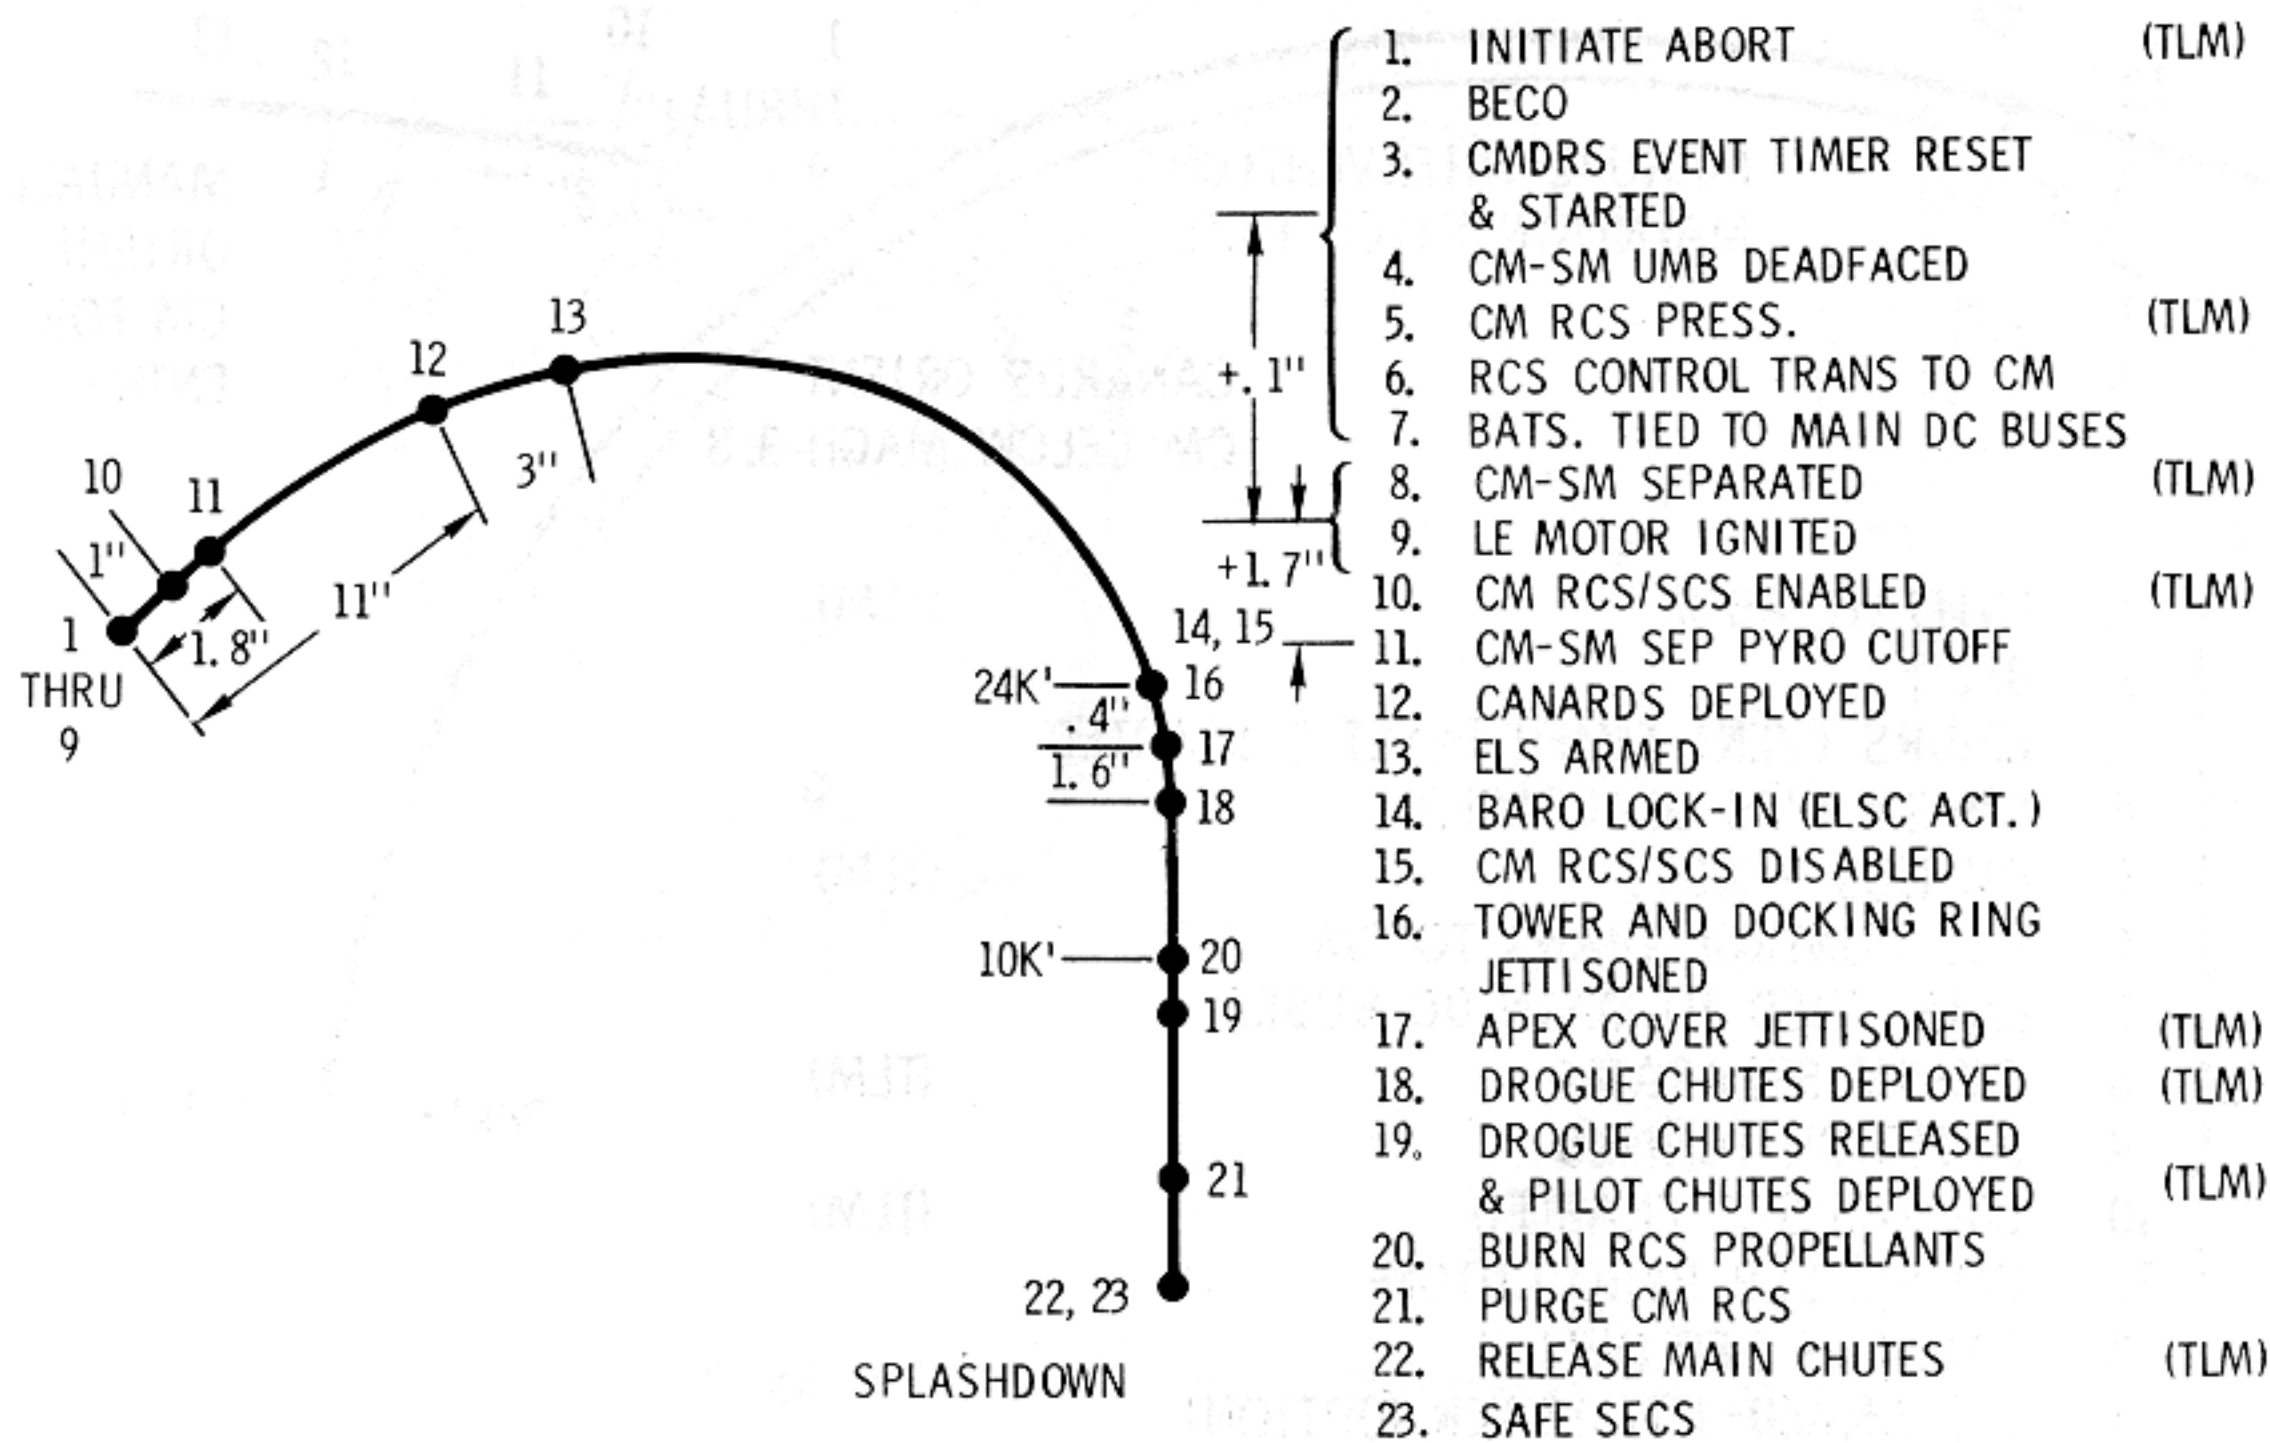 1. INITIATE ABORT (TLM)
2. BECO
3. CMDRS EVENT TIMER RESET
& STARTED
4. CM-SM UMB DEADFACED
5. CM RCS PRESS. (TLM)
6. RCS CONTROL TRANS TO CM
7. BATS. TIED TO MAIN DC BUSES
8. CM-SM SEPARATED (TLM)
9. LE MOTOR IGNITED
10. CM RCS/SCS ENABLED (TLM)
11. CM-SM SEP PYRO CUTOFF
12. CANARDS DEPLOYED
13. ELS ARMED
14. BARO LOCK-IN (ELSC ACT.)
15. CM RCS/SCS DISABLED
16. TOWER AND DOCKING RING
JETTISONED
17. APEX COVER JETTISONED (TLM)
18. DROGUE CHUTES DEPLOYED (TLM)
19. DROGUE CHUTES RELEASED
& PILOT CHUTES DEPLOYED (TLM)
20. BURN RCS PROPELLANTS
21. PURGE CM RCS
22. RELEASE MAIN CHUTES (TLM)
23. SAFE SECS
+.1"
+1.7"
13
12
10
11
3"
1"
11"
1.8"
1
THRU
9
14, 15
24K'
16
.4"
17
1.6"
18
10K'
20
19
21
22, 23
SPLASHDOWN